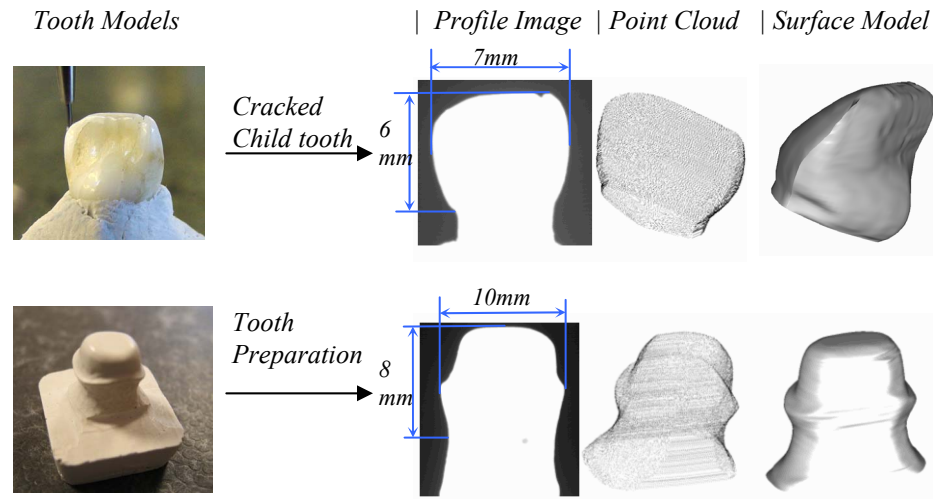 Tooth Models | Profile Image | Point Cloud | Surface Model
7mm
Cracked
Child tooth
6
mm
10mm
Tooth
Preparation
8
mm